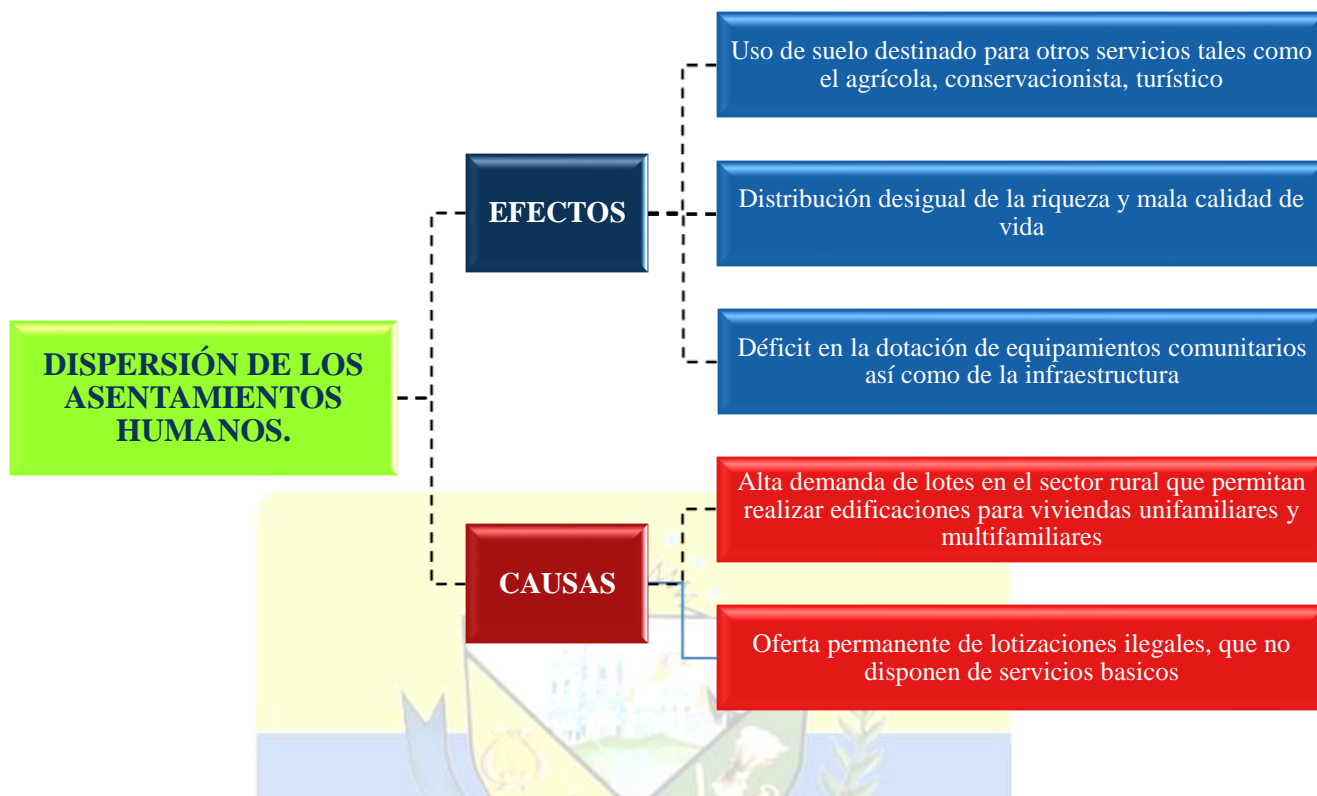 Uso de suelo destinado para otros servicios tales como
el agrícola, conservacionista, turístico
EFECTOS
Distribución desigual de la riqueza y mala calidad de
vida
Déficit en la dotación de equipamientos comunitarios
así como de la infraestructura
DISPERSIÓN DE LOS
ASENTAMIENTOS
HUMANOS.
Alta demanda de lotes en el sector rural que permitan
realizar edificaciones para viviendas unifamiliares y
multifamiliares
CAUSAS
Oferta permanente de lotizaciones ilegales, que no
disponen de servicios basicos